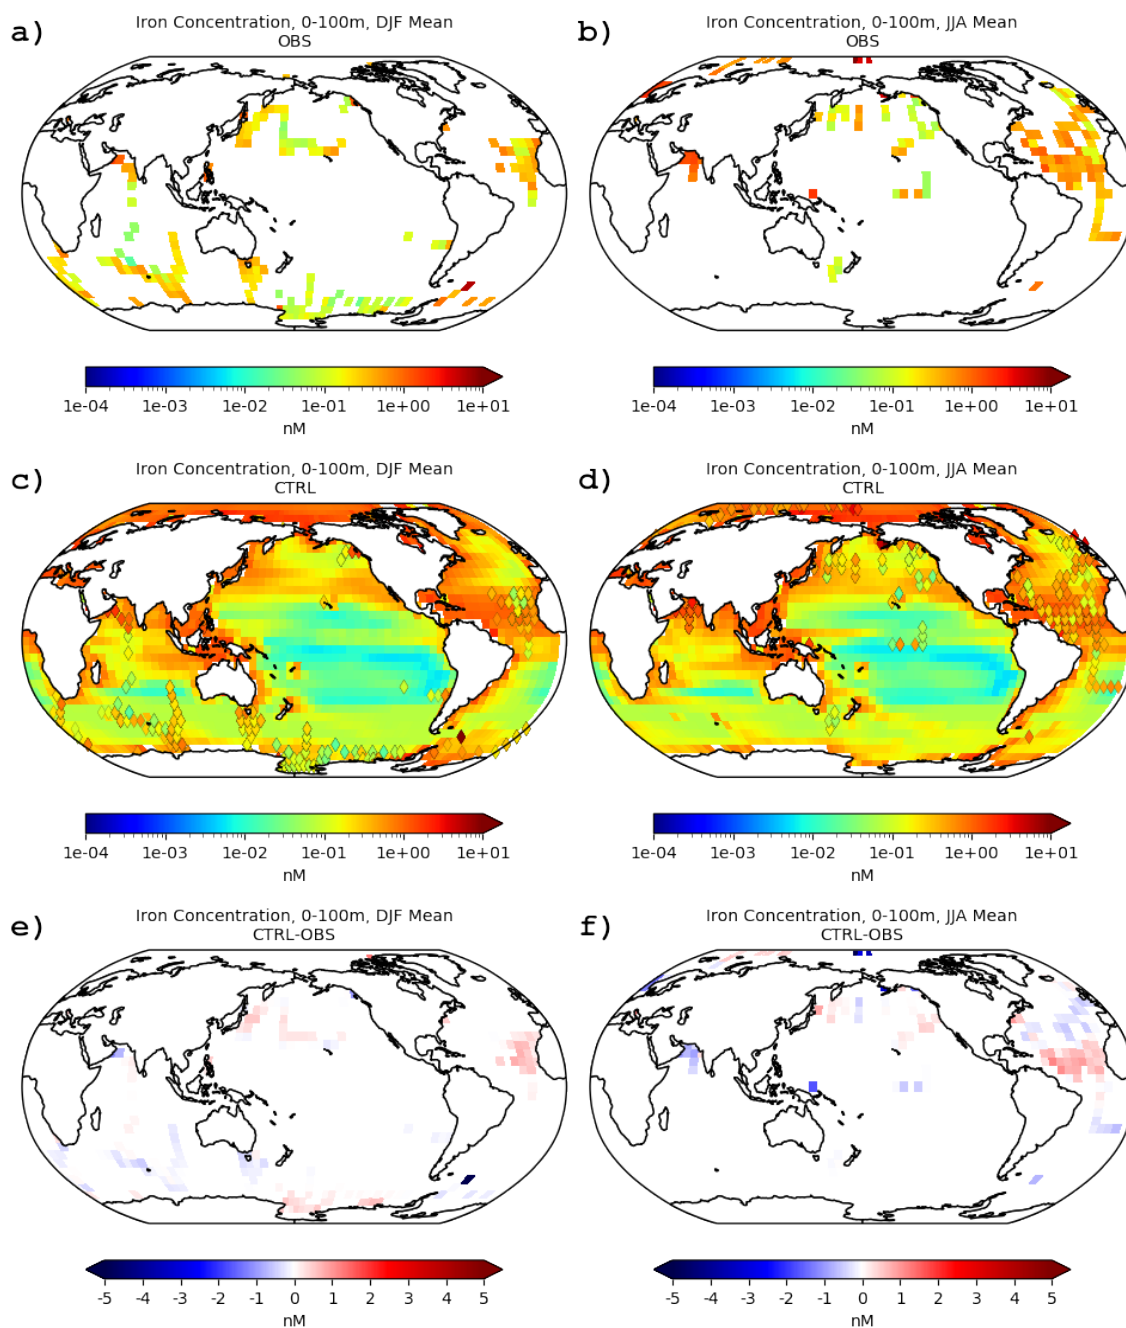 a)
Iron Concentration, 0-100m, DJF Mean
OBS
1e-04 1e-03 1e-02 1e-01 1e+00 1e+01
nM
b)
Iron Concentration, 0-100m, JJA Mean
OBS
1e-04 1e-03 1e-02 1e-01 1e+00 1e+01
nM
c)
Iron Concentration, 0-100m, DJF Mean
CTRL
1e-04 1e-03 1e-02 1e-01 1e+00 1e+01
nM
d)
Iron Concentration, 0-100m, JJA Mean
CTRL
1e-04 1e-03 1e-02 1e-01 1e+00 1e+01
nM
e)
Iron Concentration, 0-100m, DJF Mean
CTRL-OBS
-5 -4 -3 -2 -1 0 1 2 3 4 5
nM
f)
Iron Concentration, 0-100m, JJA Mean
CTRL-OBS
-5 -4 -3 -2 -1 0 1 2 3 4 5
nM